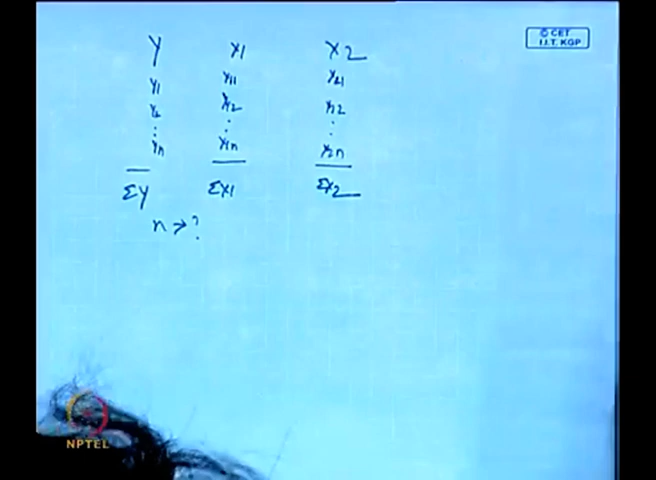 Y X1 X2
© CET
I.I.T. KGP
y1 x11 x21
y2 x12 x22
⋮ ⋮ ⋮
yn x1n x2n
ΣY ΣX1 ΣX2
n > ?
NPTEL